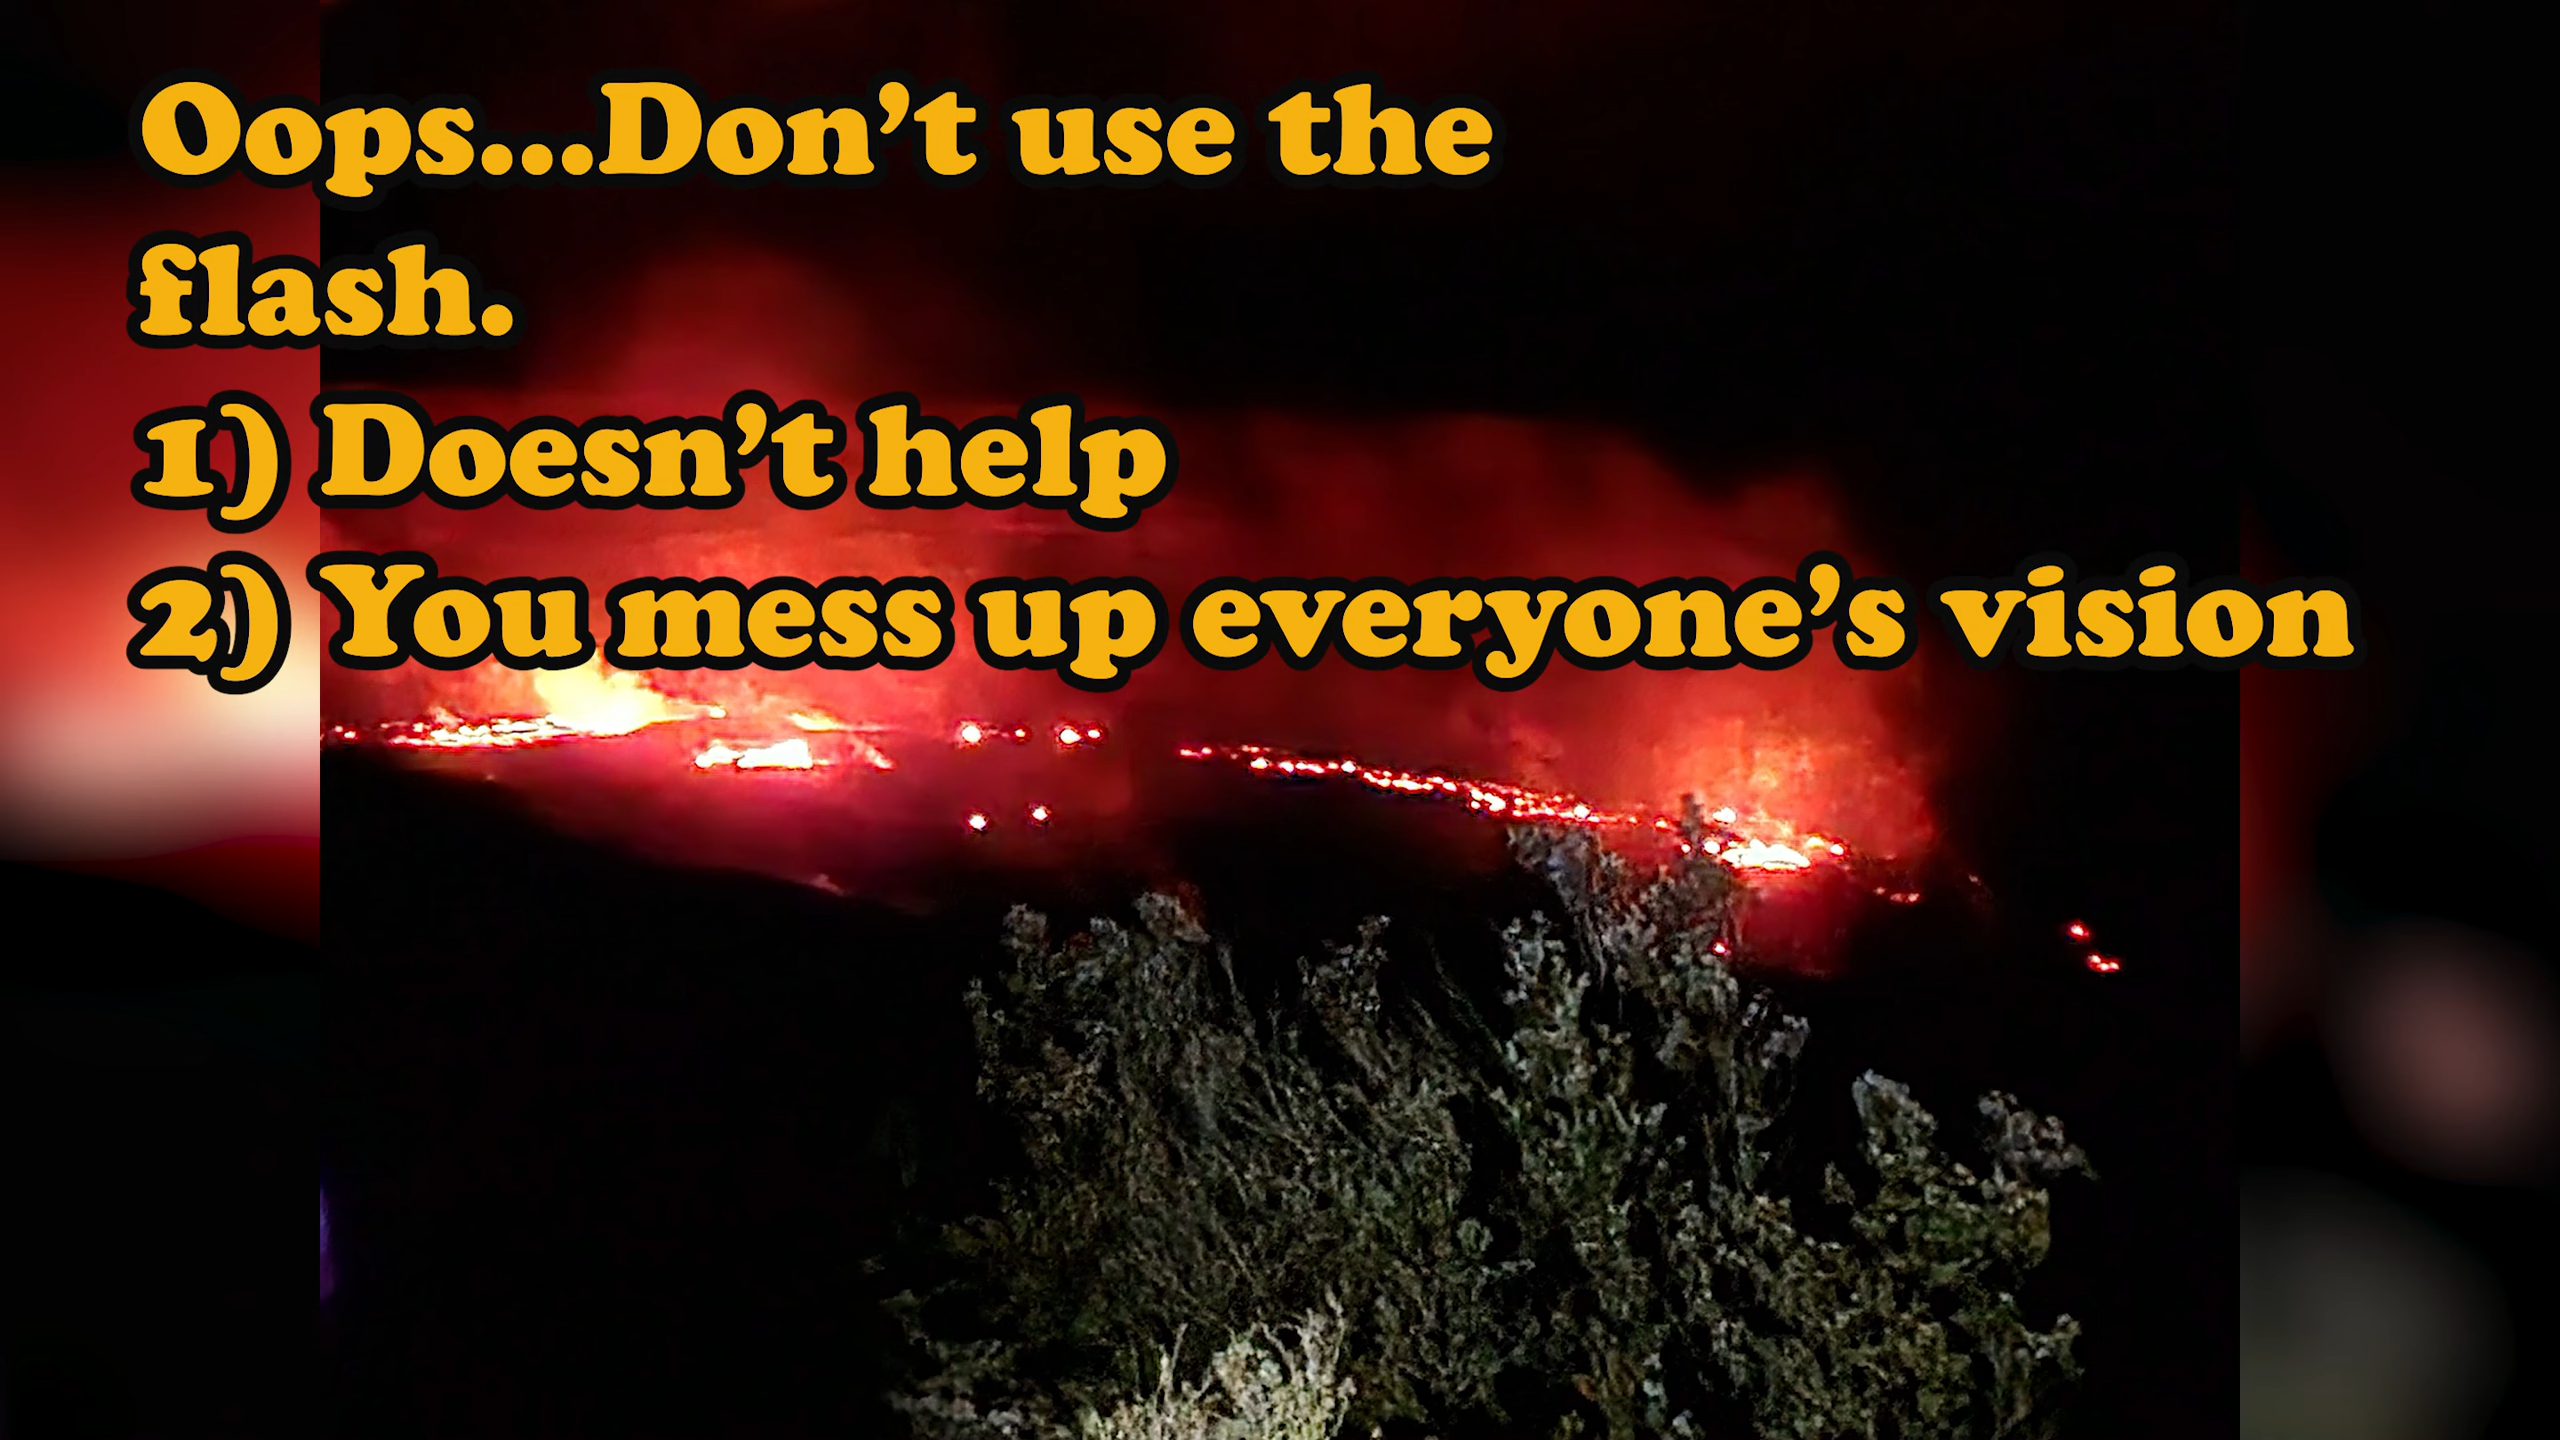 Oops...Don’t use the
flash.
1) Doesn’t help
2) You mess up everyone’s vision